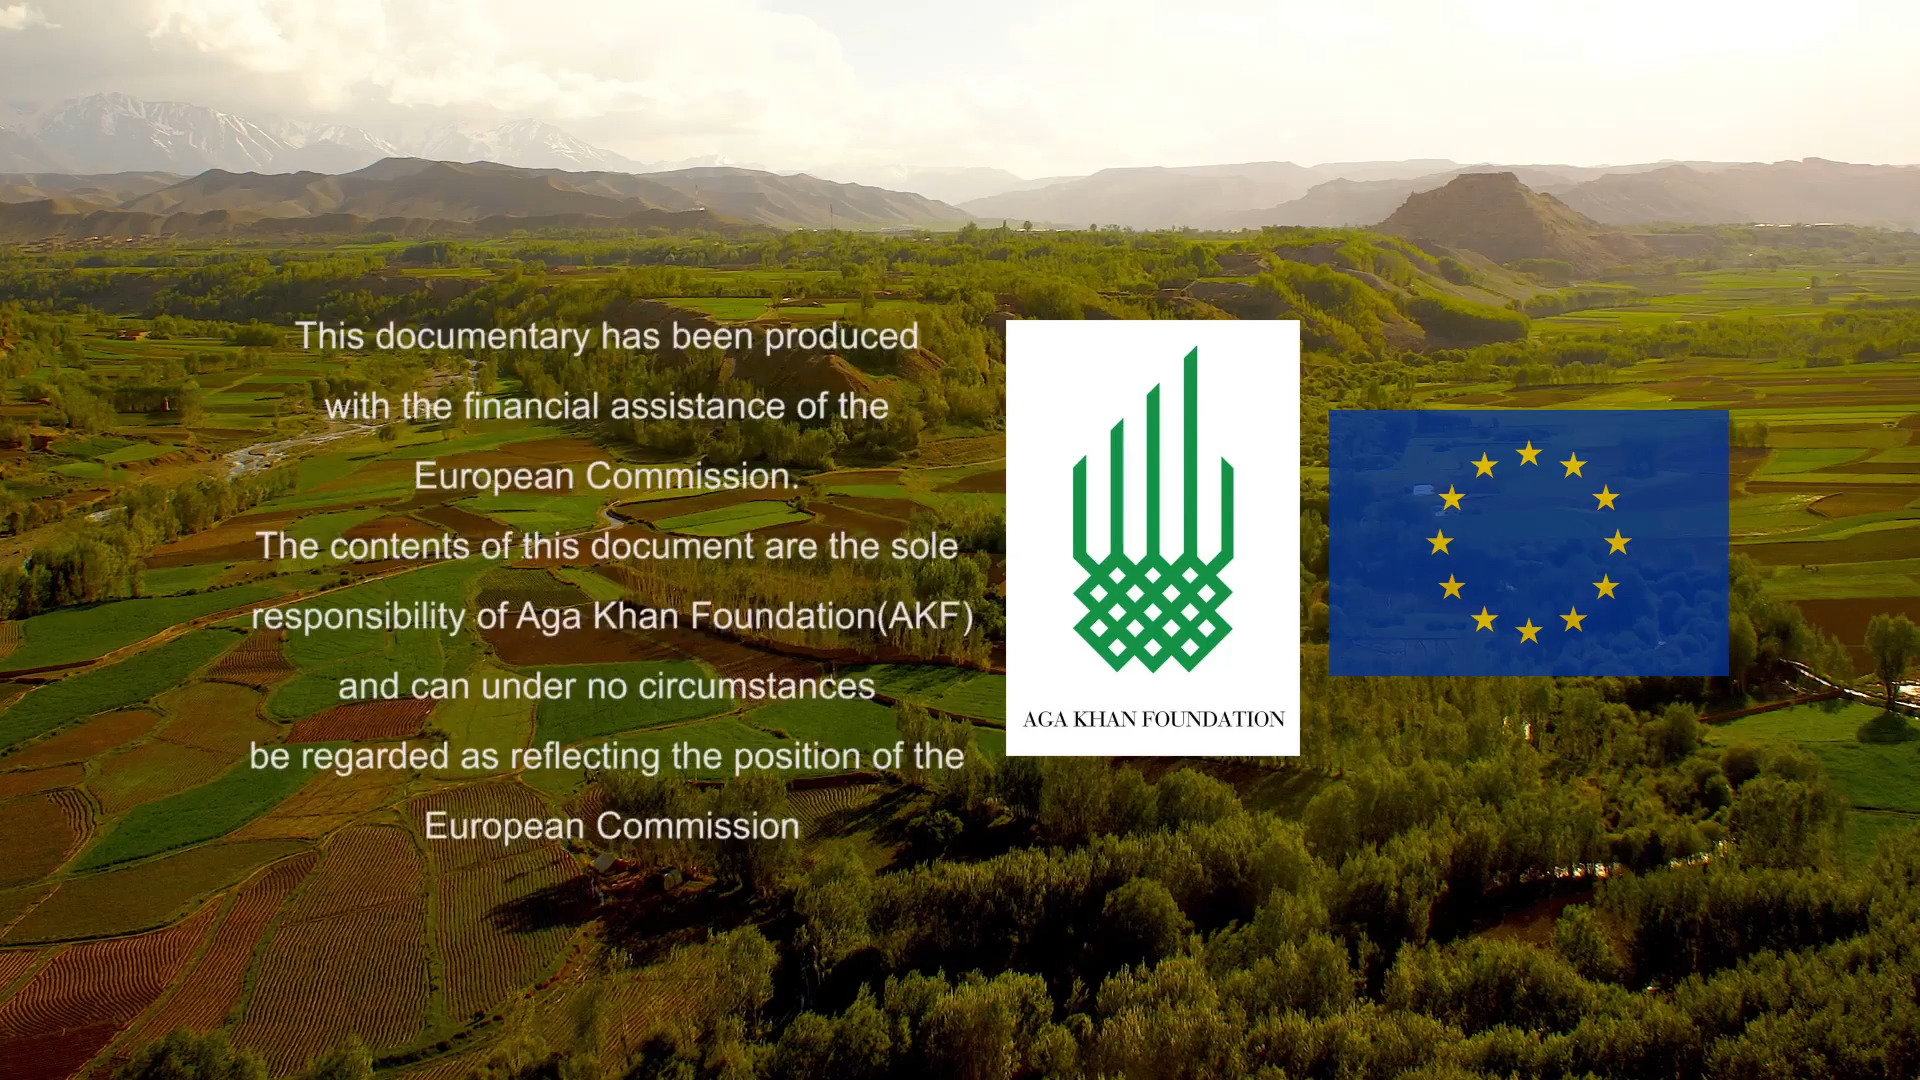 This documentary has been produced
with the financial assistance of the
European Commission.
The contents of this document are the sole
responsibility of Aga Khan Foundation(AKF)
and can under no circumstances
be regarded as reflecting the position of the
European Commission
AGA KHAN FOUNDATION